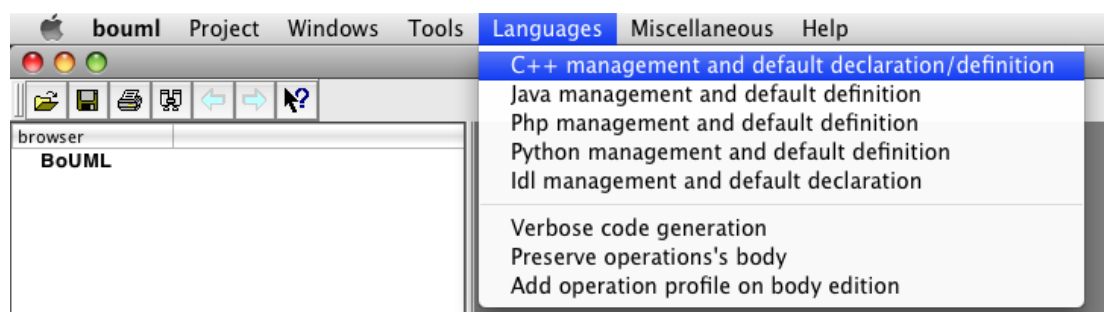 bouml Project Windows Tools Languages Miscellaneous Help
C++ management and default declaration/definition
Java management and default definition
Php management and default definition
Python management and default definition
Idl management and default declaration
Verbose code generation
Preserve operations's body
Add operation profile on body edition
browser
BoUML